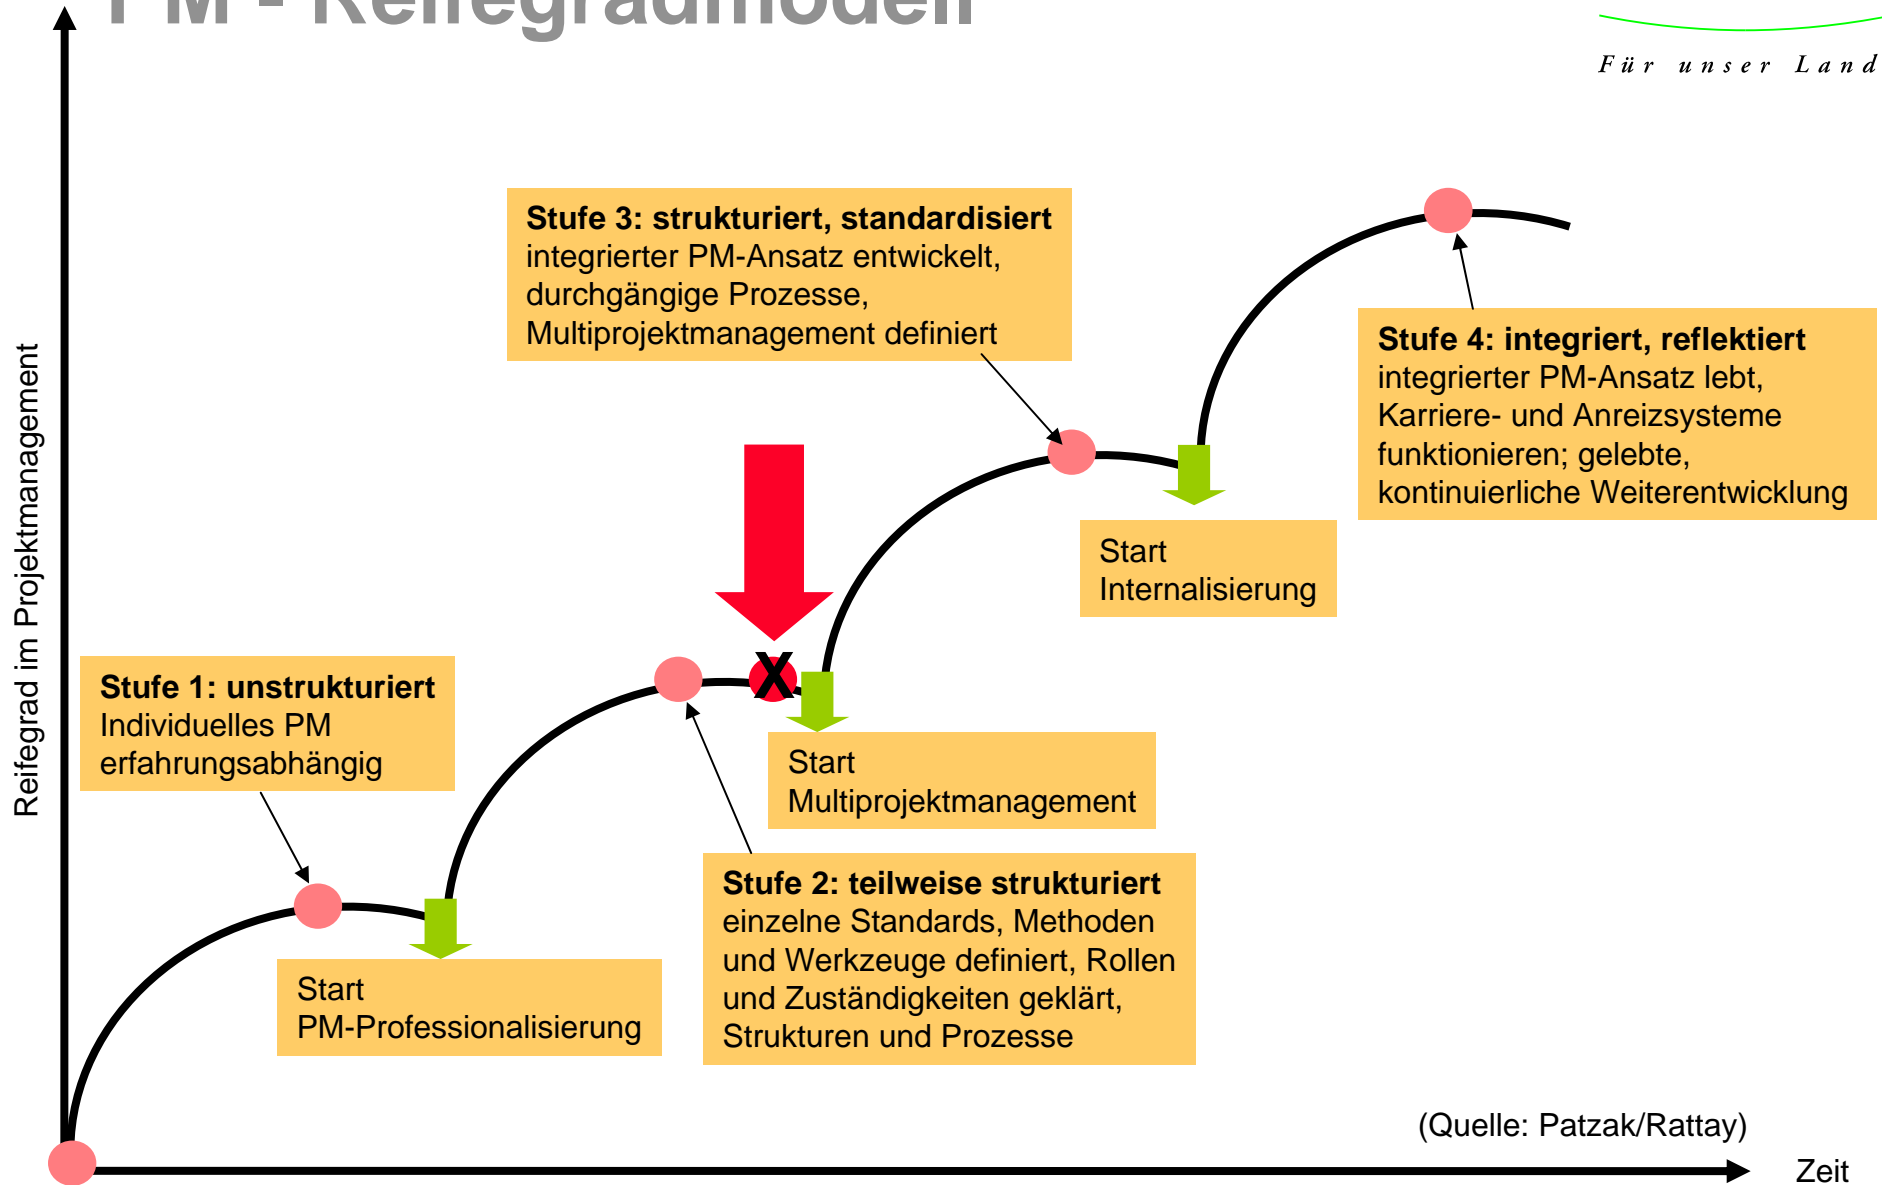 PM - Reifegradmodell
Für unser Land
Reifegrad im Projektmanagement
Stufe 3: strukturiert, standardisiert
integrierter PM-Ansatz entwickelt,
durchgängige Prozesse,
Multiprojektmanagement definiert
Stufe 4: integriert, reflektiert
integrierter PM-Ansatz lebt,
Karriere- und Anreizsysteme
funktionieren; gelebte,
kontinuierliche Weiterentwicklung
Start
Internalisierung
Stufe 1: unstrukturiert
Individuelles PM
erfahrungsabhängig
X
Start
Multiprojektmanagement
Stufe 2: teilweise strukturiert
einzelne Standards, Methoden
und Werkzeuge definiert, Rollen
und Zuständigkeiten geklärt,
Strukturen und Prozesse
Start
PM-Professionalisierung
(Quelle: Patzak/Rattay)
Zeit